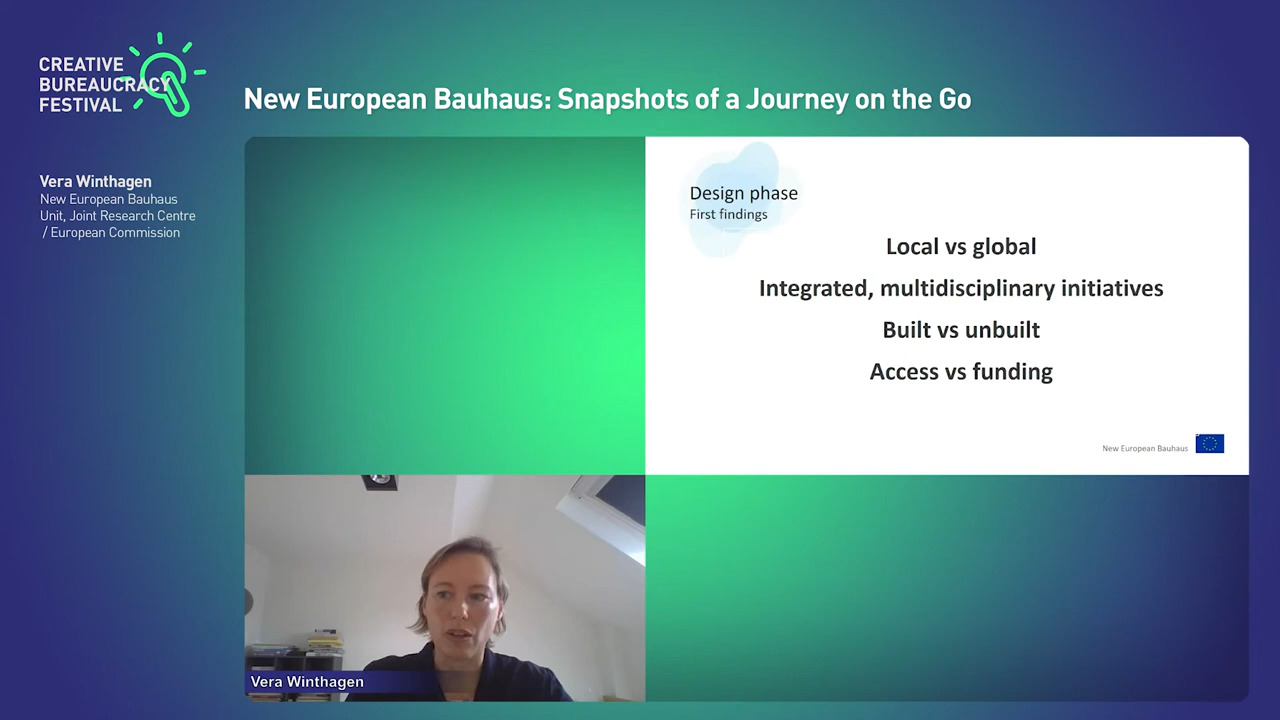 CREATIVE
BUREAUCRACY
FESTIVAL
New European Bauhaus: Snapshots of a Journey on the Go
Vera Winthagen
New European Bauhaus
Unit, Joint Research Centre
/ European Commission
Design phase
First findings
Local vs global
Integrated, multidisciplinary initiatives
Built vs unbuilt
Access vs funding
New European Bauhaus
Vera Winthagen